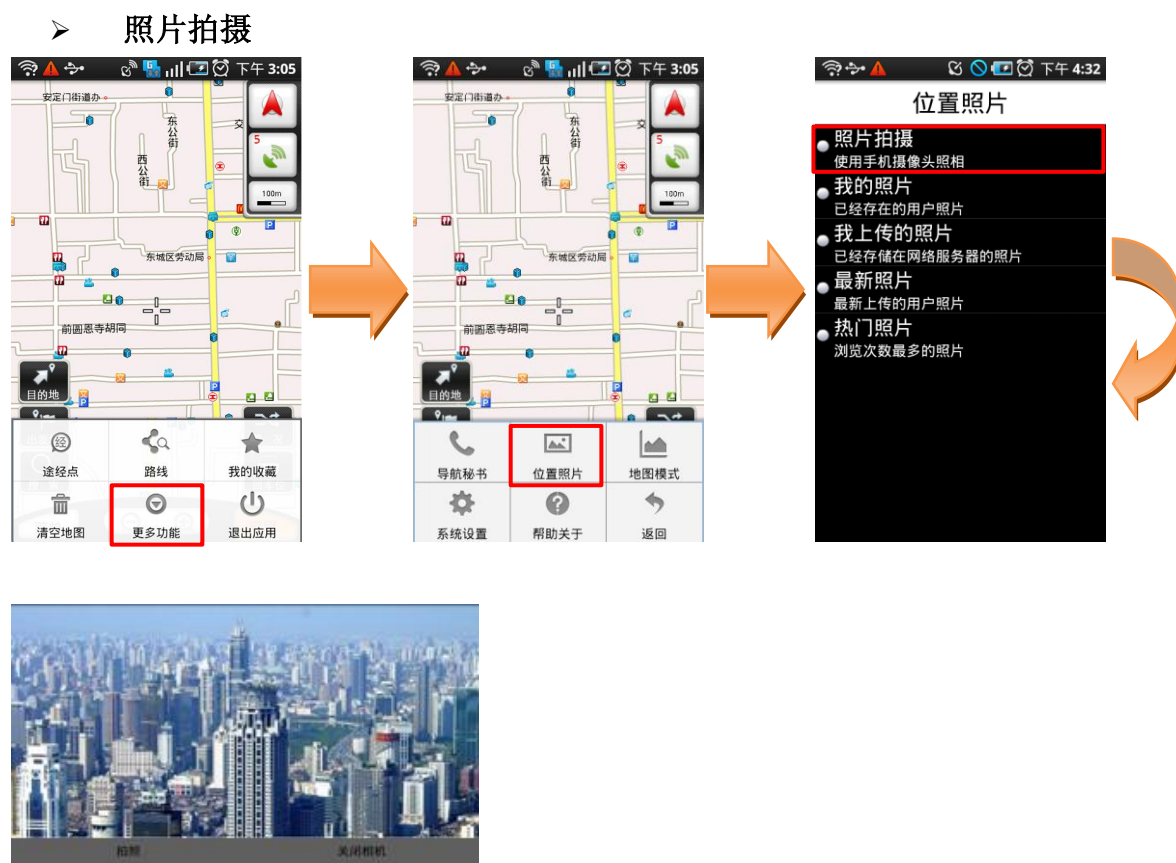 ➢ 照片拍摄
下午 3:05
安定门街道办
东公街
交
西公街
5
100m
P
东城区劳动局
前圆恩寺胡同
目的地
P
P
经
途经点
路线
我的收藏
清空地图
更多功能
退出应用
下午 3:05
安定门街道办
东公街
交
西公街
5
100m
P
东城区劳动局
前圆恩寺胡同
目的地
P
P
导航秘书
位置照片
地图模式
系统设置
帮助关于
返回
下午 4:32
位置照片
照片拍摄
使用手机摄像头照相
我的照片
已经存在的用户照片
我上传的照片
已经存储在网络服务器的照片
最新照片
最新上传的用户照片
热门照片
浏览次数最多的照片
拍照
关闭相机